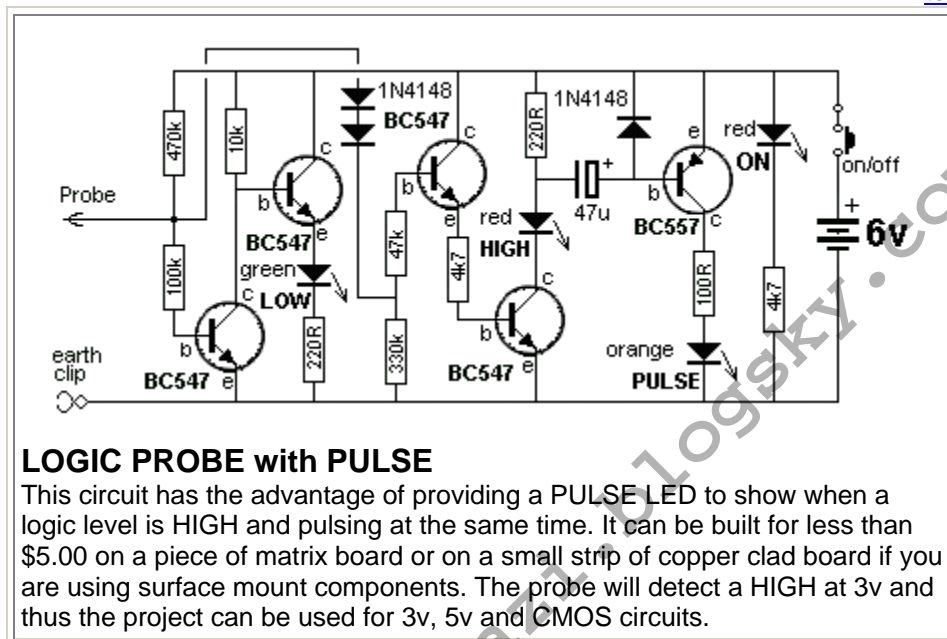 1N4148
BC547
1N4148
470k
10k
c
220R
e
red
ON
on/off
Probe
b
BC547
e
b
47k
e
red
HIGH
+
47u
b
BC557
c
+
6v
100k
green
LOW
4k7
c
100R
4k7
earth
clip
b
c
BC547
e
220R
330k
b
BC547
e
orange
PULSE
c
LOGIC PROBE with PULSE
This circuit has the advantage of providing a PULSE LED to show when a
logic level is HIGH and pulsing at the same time. It can be built for less than
$5.00 on a piece of matrix board or on a small strip of copper clad board if you
are using surface mount components. The probe will detect a HIGH at 3v and
thus the project can be used for 3v, 5v and CMOS circuits.